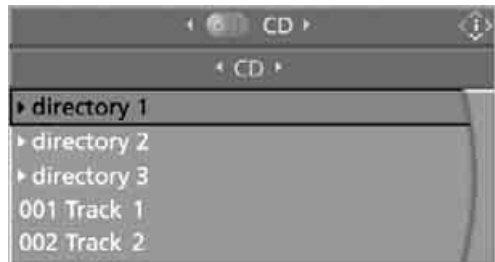 CD
CD
directory 1
directory 2
directory 3
001 Track 1
002 Track 2